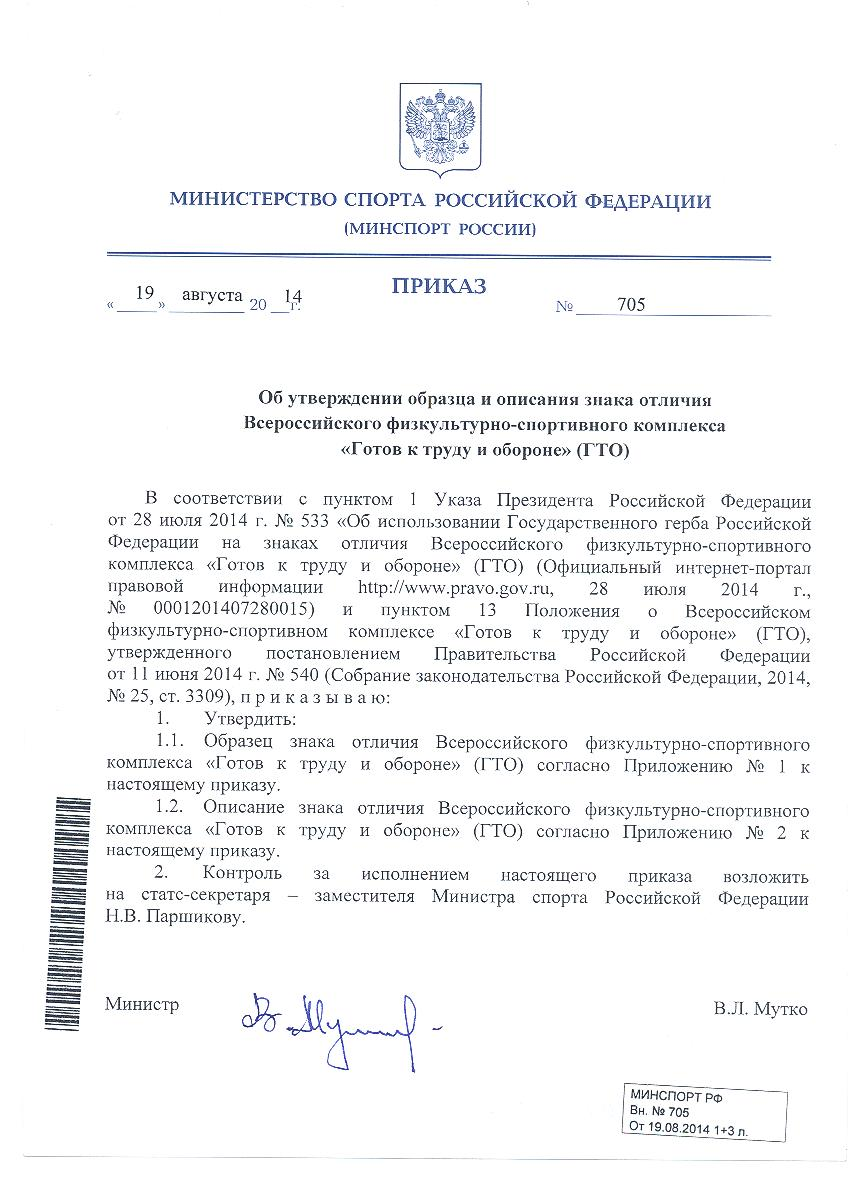 МИНИСТЕРСТВО СПОРТА РОССИЙСКОЙ ФЕДЕРАЦИИ
(МИНСПОРТ РОССИИ)
ПРИКАЗ
« 19 » августа 20 14 г.
№ 705
Об утверждении образца и описания знака отличия
Всероссийского физкультурно-спортивного комплекса
«Готов к труду и обороне» (ГТО)
В соответствии с пунктом 1 Указа Президента Российской Федерации
от 28 июля 2014 г. № 533 «Об использовании Государственного герба Российской
Федерации на знаках отличия Всероссийского физкультурно-спортивного
комплекса «Готов к труду и обороне» (ГТО) (Официальный интернет-портал
правовой информации http://www.pravo.gov.ru, 28 июля 2014 г.,
№ 0001201407280015) и пунктом 13 Положения о Всероссийском
физкультурно-спортивном комплексе «Готов к труду и обороне» (ГТО),
утвержденного постановлением Правительства Российской Федерации
от 11 июня 2014 г. № 540 (Собрание законодательства Российской Федерации, 2014,
№ 25, ст. 3309), п р и к а з ы в а ю:
1. Утвердить:
1.1. Образец знака отличия Всероссийского физкультурно-спортивного
комплекса «Готов к труду и обороне» (ГТО) согласно Приложению № 1 к
настоящему приказу.
1.2. Описание знака отличия Всероссийского физкультурно-спортивного
комплекса «Готов к труду и обороне» (ГТО) согласно Приложению № 2 к
настоящему приказу.
2. Контроль за исполнением настоящего приказа возложить
на статс-секретаря – заместителя Министра спорта Российской Федерации
Н.В. Паршикову.
Министр
В.Л. Мутко
МИНСПОРТ РФ
Вн. № 705
От 19.08.2014 1+3 л.